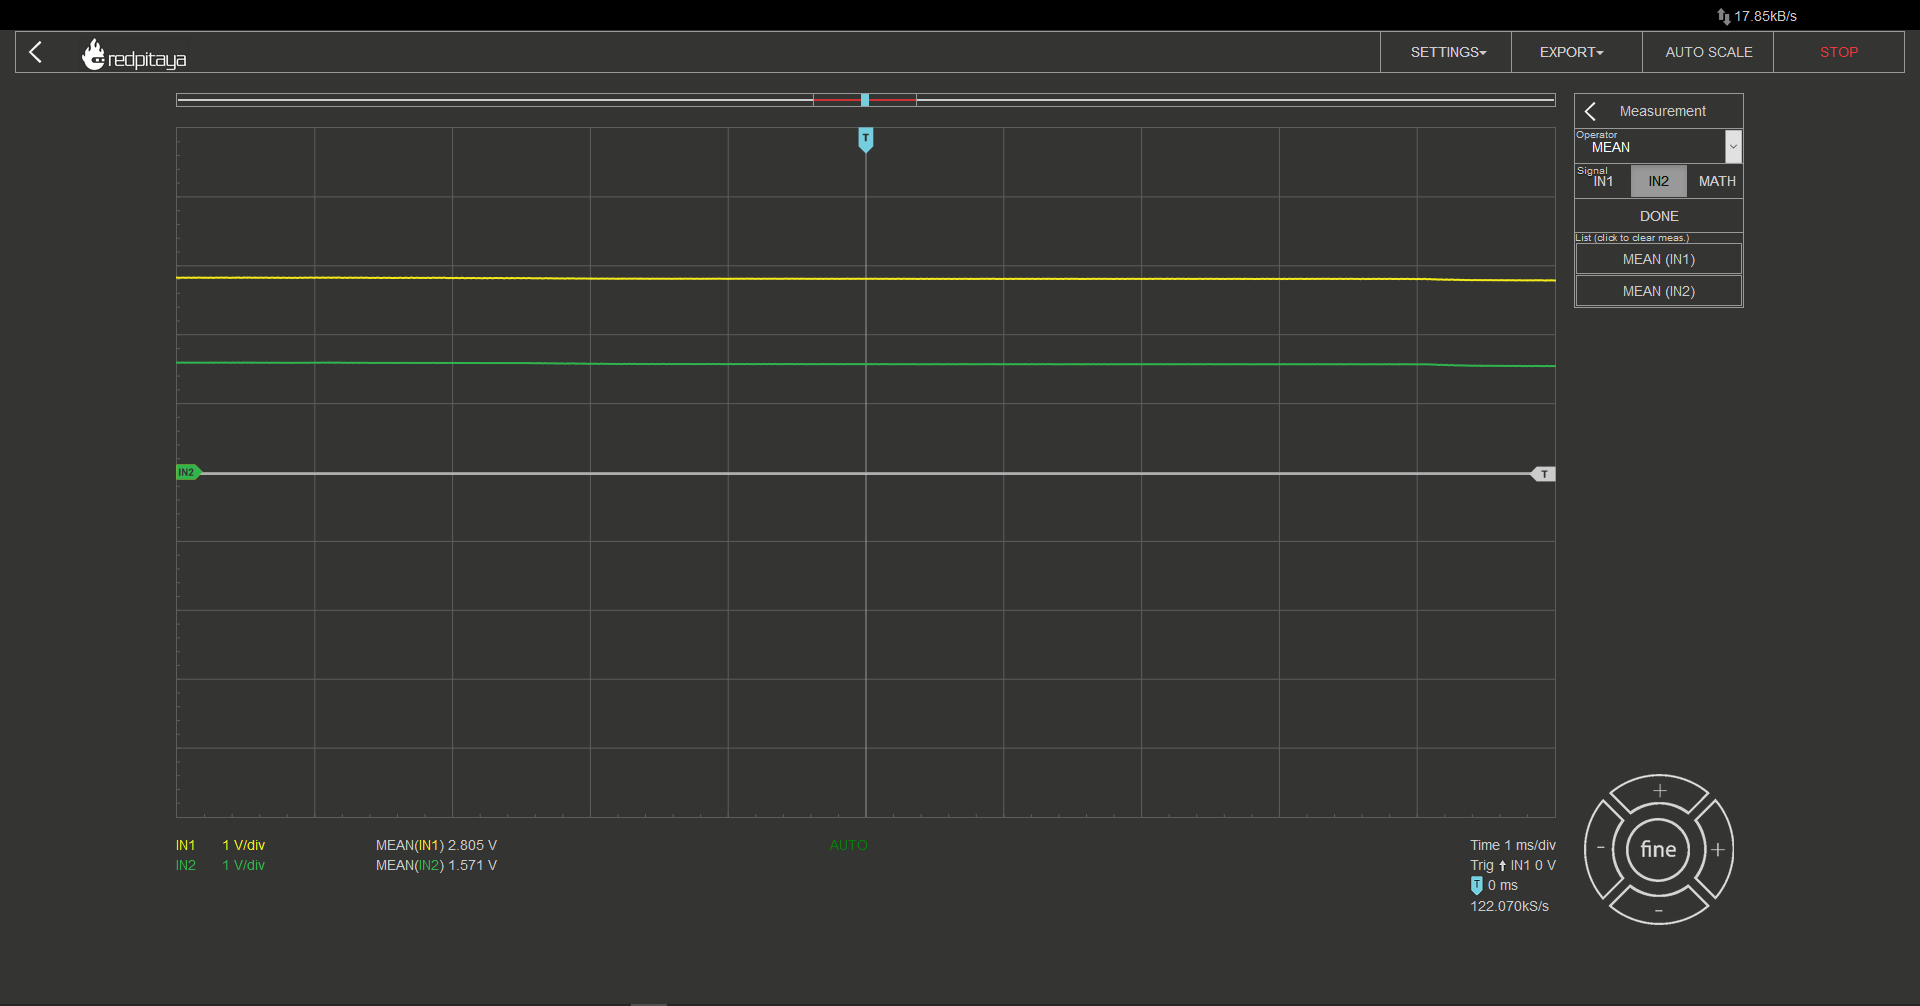 17.85kB/s
redpitaya
SETTINGS
EXPORT
AUTO SCALE
STOP
T
Measurement
Operator
MEAN
Signal
IN1
IN2
MATH
DONE
List (click to clear meas.)
MEAN (IN1)
MEAN (IN2)
IN2
T
IN1 1 V/div MEAN(IN1) 2.805 V
AUTO
Time 1 ms/div
IN2 1 V/div MEAN(IN2) 1.571 V
Trig IN1 0 V
T 0 ms
122.070kS/s
+
-
fine
+
-